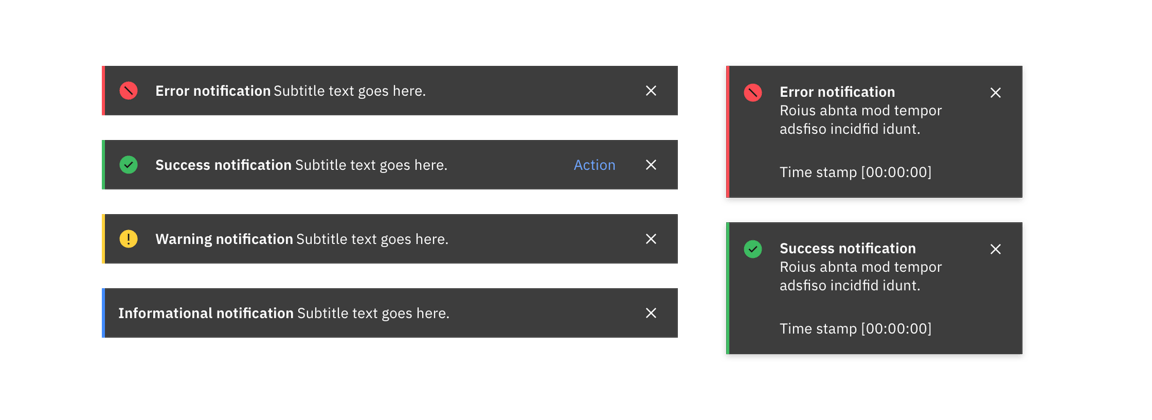 Error notification Subtitle text goes here.
Success notification Subtitle text goes here. Action
Warning notification Subtitle text goes here.
Informational notification Subtitle text goes here.
Error notification
Roius abnta mod tempor
adsfiso incidfid idunt.
Time stamp [00:00:00]
Success notification
Roius abnta mod tempor
adsfiso incidfid idunt.
Time stamp [00:00:00]